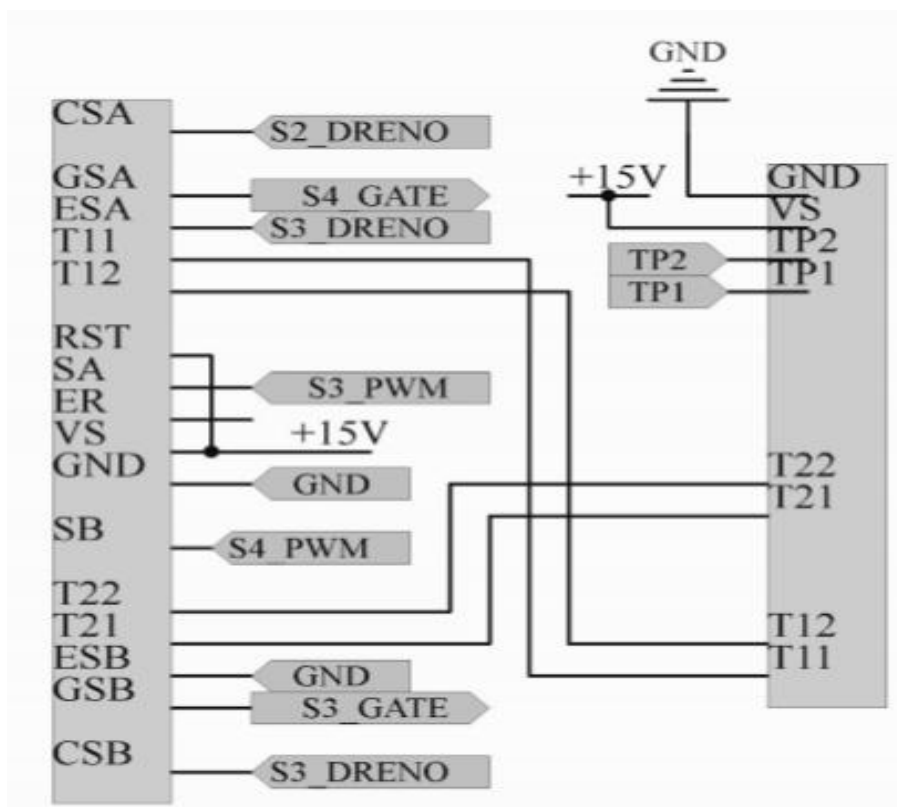 GND
CSA
S2_DRENO
GSA
S4_GATE
+15V
GND
ESA
S3_DRENO
VS
T11
TP2
TP2
T12
TP1
TP1
RST
SA
S3_PWM
ER
VS
+15V
GND
GND
T22
T21
SB
S4_PWM
T22
T21
T12
ESB
GND
T11
GSB
S3_GATE
CSB
S3_DRENO